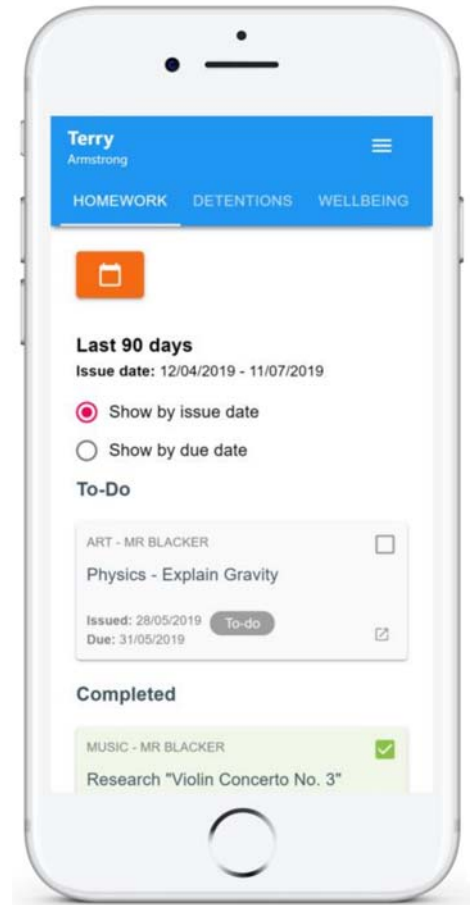 Terry
Armstrong
HOMEWORK DETENTIONS WELLBEING
Last 90 days
Issue date: 12/04/2019 - 11/07/2019
Show by issue date
Show by due date
To-Do
ART - MR BLACKER
Physics - Explain Gravity
Issued: 28/05/2019 To-do
Due: 31/05/2019
Completed
MUSIC - MR BLACKER
Research "Violin Concerto No. 3"